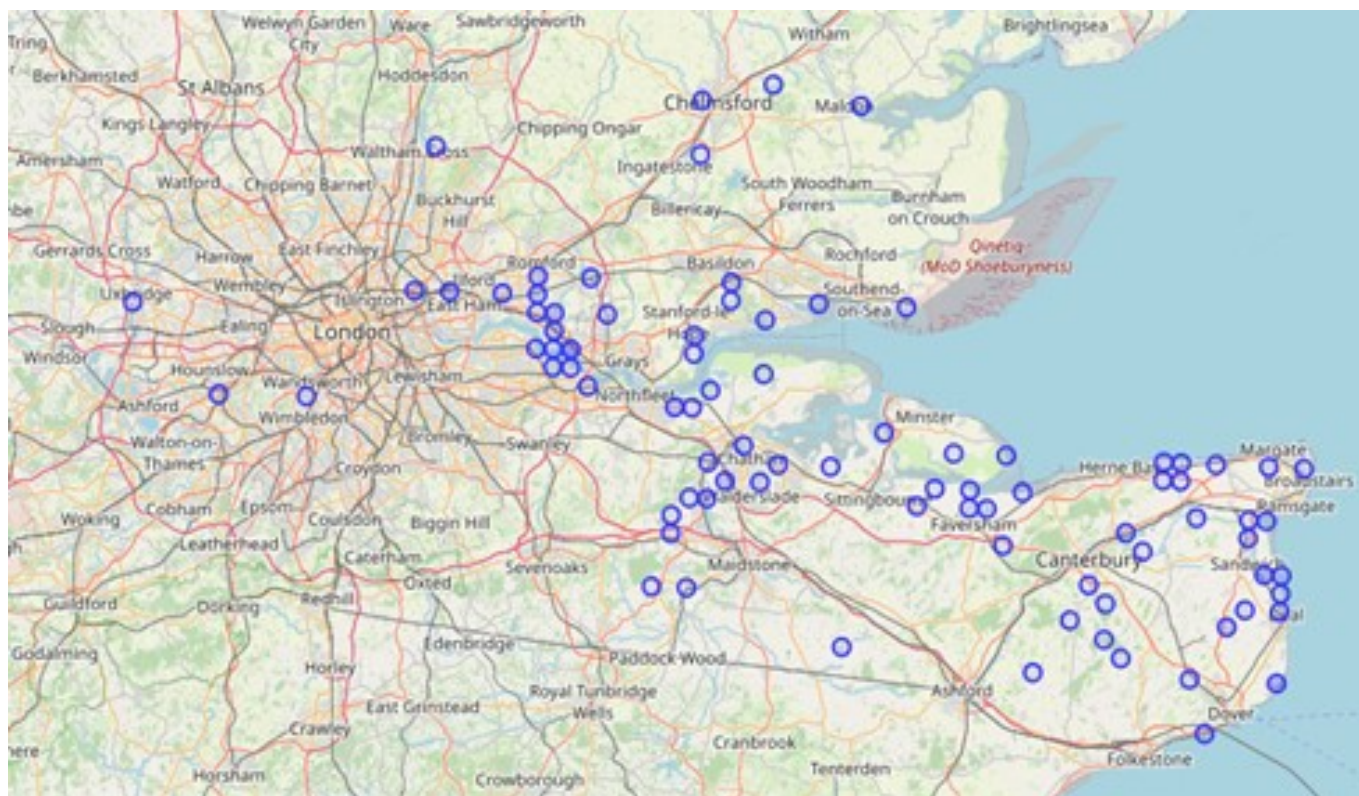 Welwyn Garden
City
Ware
Sawbridgeworth
Witham
Brightlingsea
Tring
Berkhamsted
St Albans
Hoddesdon
Chelmsford
Maldon
Kings Langley
Chipping Ongar
Amersham
Waltham Cross
Ingatestone
Watford
Chipping Barnet
South Woodham
Ferrers
Buckhurst
Hill
Billericay
Burnham
on Crouch
Gerrards Cross
Harrow
East Finchley
Romford
Basildon
Rochford
Qinetiq
(MoD Shoeburyness)
Wembley
Ilford
Uxbridge
Islington
East Ham
Stanford-le
Hope
Southend-
on-Sea
Slough
Ealing
London
Windsor
Hounslow
Wandsworth
Lewisham
Grays
Ashford
Wimbledon
Northfleet
Minster
Walton-on-
Thames
Bromley
Swanley
Chatham
Herne Bay
Margate
Broadstairs
Croydon
Walderslade
Sittingbourne
Ramsgate
Woking
Cobham
Epsom
Coulsdon
Biggin Hill
Faversham
Leatherhead
Caterham
Sevenoaks
Maidstone
Canterbury
Sandwich
Oxted
Guildford
Dorking
Redhill
Deal
Godalming
Edenbridge
Horley
Paddock Wood
Royal Tunbridge
Wells
Ashford
East Grinstead
Crawley
Dover
Cranbrook
Folkestone
Horsham
Crowborough
Tenterden